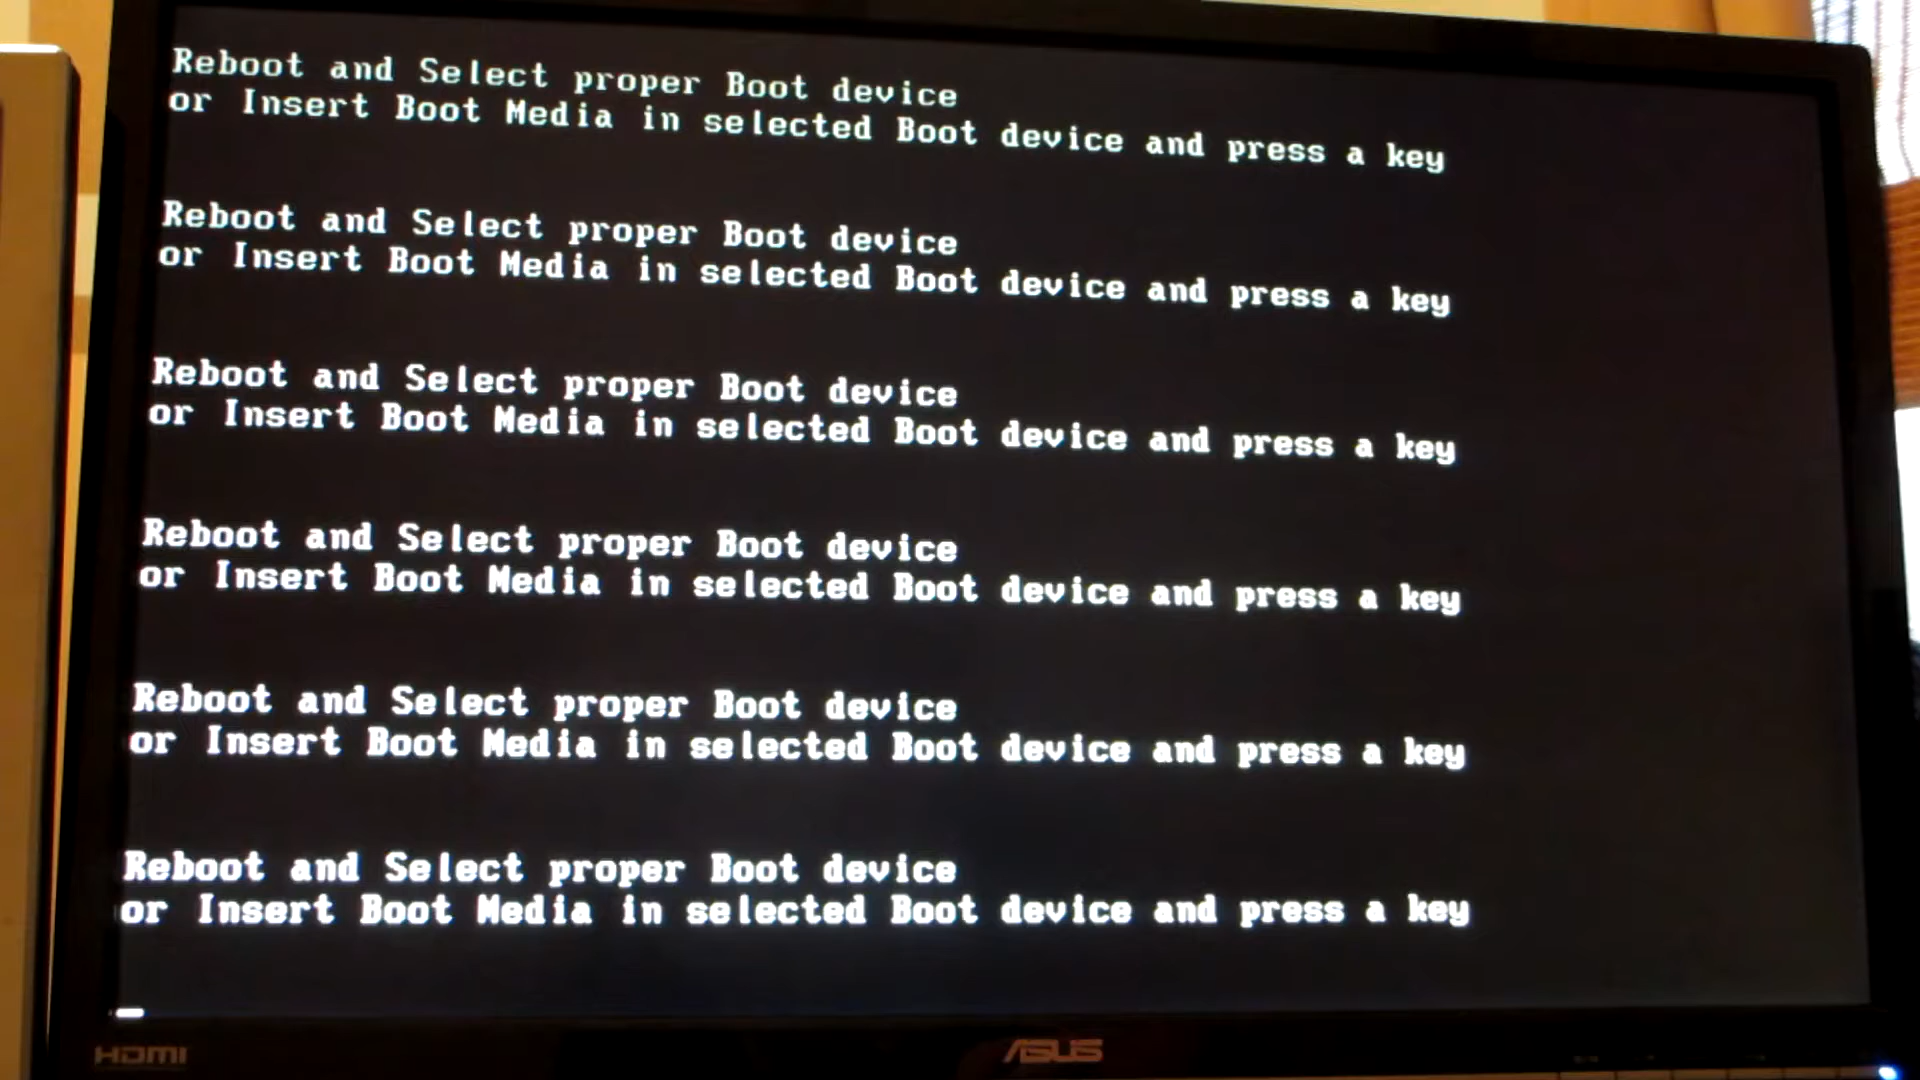 Reboot and Select proper Boot device
or Insert Boot Media in selected Boot device and press a key
Reboot and Select proper Boot device
or Insert Boot Media in selected Boot device and press a key
Reboot and Select proper Boot device
or Insert Boot Media in selected Boot device and press a key
Reboot and Select proper Boot device
or Insert Boot Media in selected Boot device and press a key
Reboot and Select proper Boot device
or Insert Boot Media in selected Boot device and press a key
Reboot and Select proper Boot device
or Insert Boot Media in selected Boot device and press a key
HDMI
ASUS